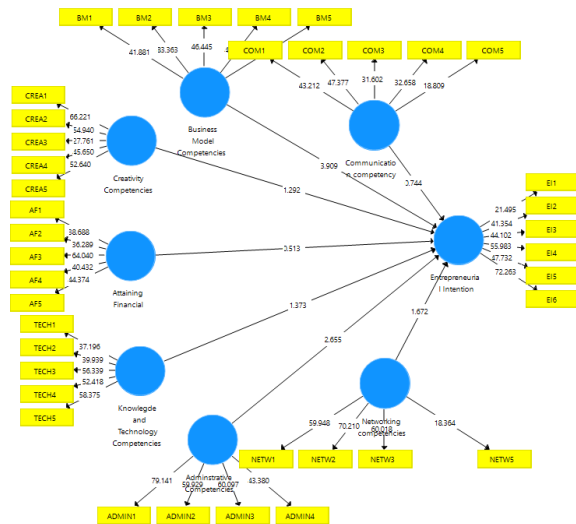 BM1
BM2
BM3
BM4
BM5
41.881
33.363
46.445
COM1
COM2
COM3
COM4
COM5
43.212
47.377
31.602
32.658
18.809
Business
Model
Competencies
Communicatio
n competency
CREA1
CREA2
CREA3
CREA4
CREA5
66.221
54.940
27.761
45.650
52.640
Creativity
Competencies
3.909
0.744
1.292
AF1
AF2
AF3
AF4
AF5
38.688
36.289
64.040
40.432
44.374
Attaining
Financial
0.513
EI1
EI2
EI3
EI4
EI5
EI6
21.495
41.354
44.102
55.983
47.732
72.263
Entrepreneuria
l Intention
1.373
2.655
1.672
TECH1
TECH2
TECH3
TECH4
TECH5
37.196
39.939
56.339
52.418
58.375
Knowlegde
and
Technology
Competencies
59.948
70.210
60.018
18.364
Networking
competencies
NETW1
NETW2
NETW3
NETW5
Adminstrative
Competencies
79.141
59.929
60.097
43.380
ADMIN1
ADMIN2
ADMIN3
ADMIN4